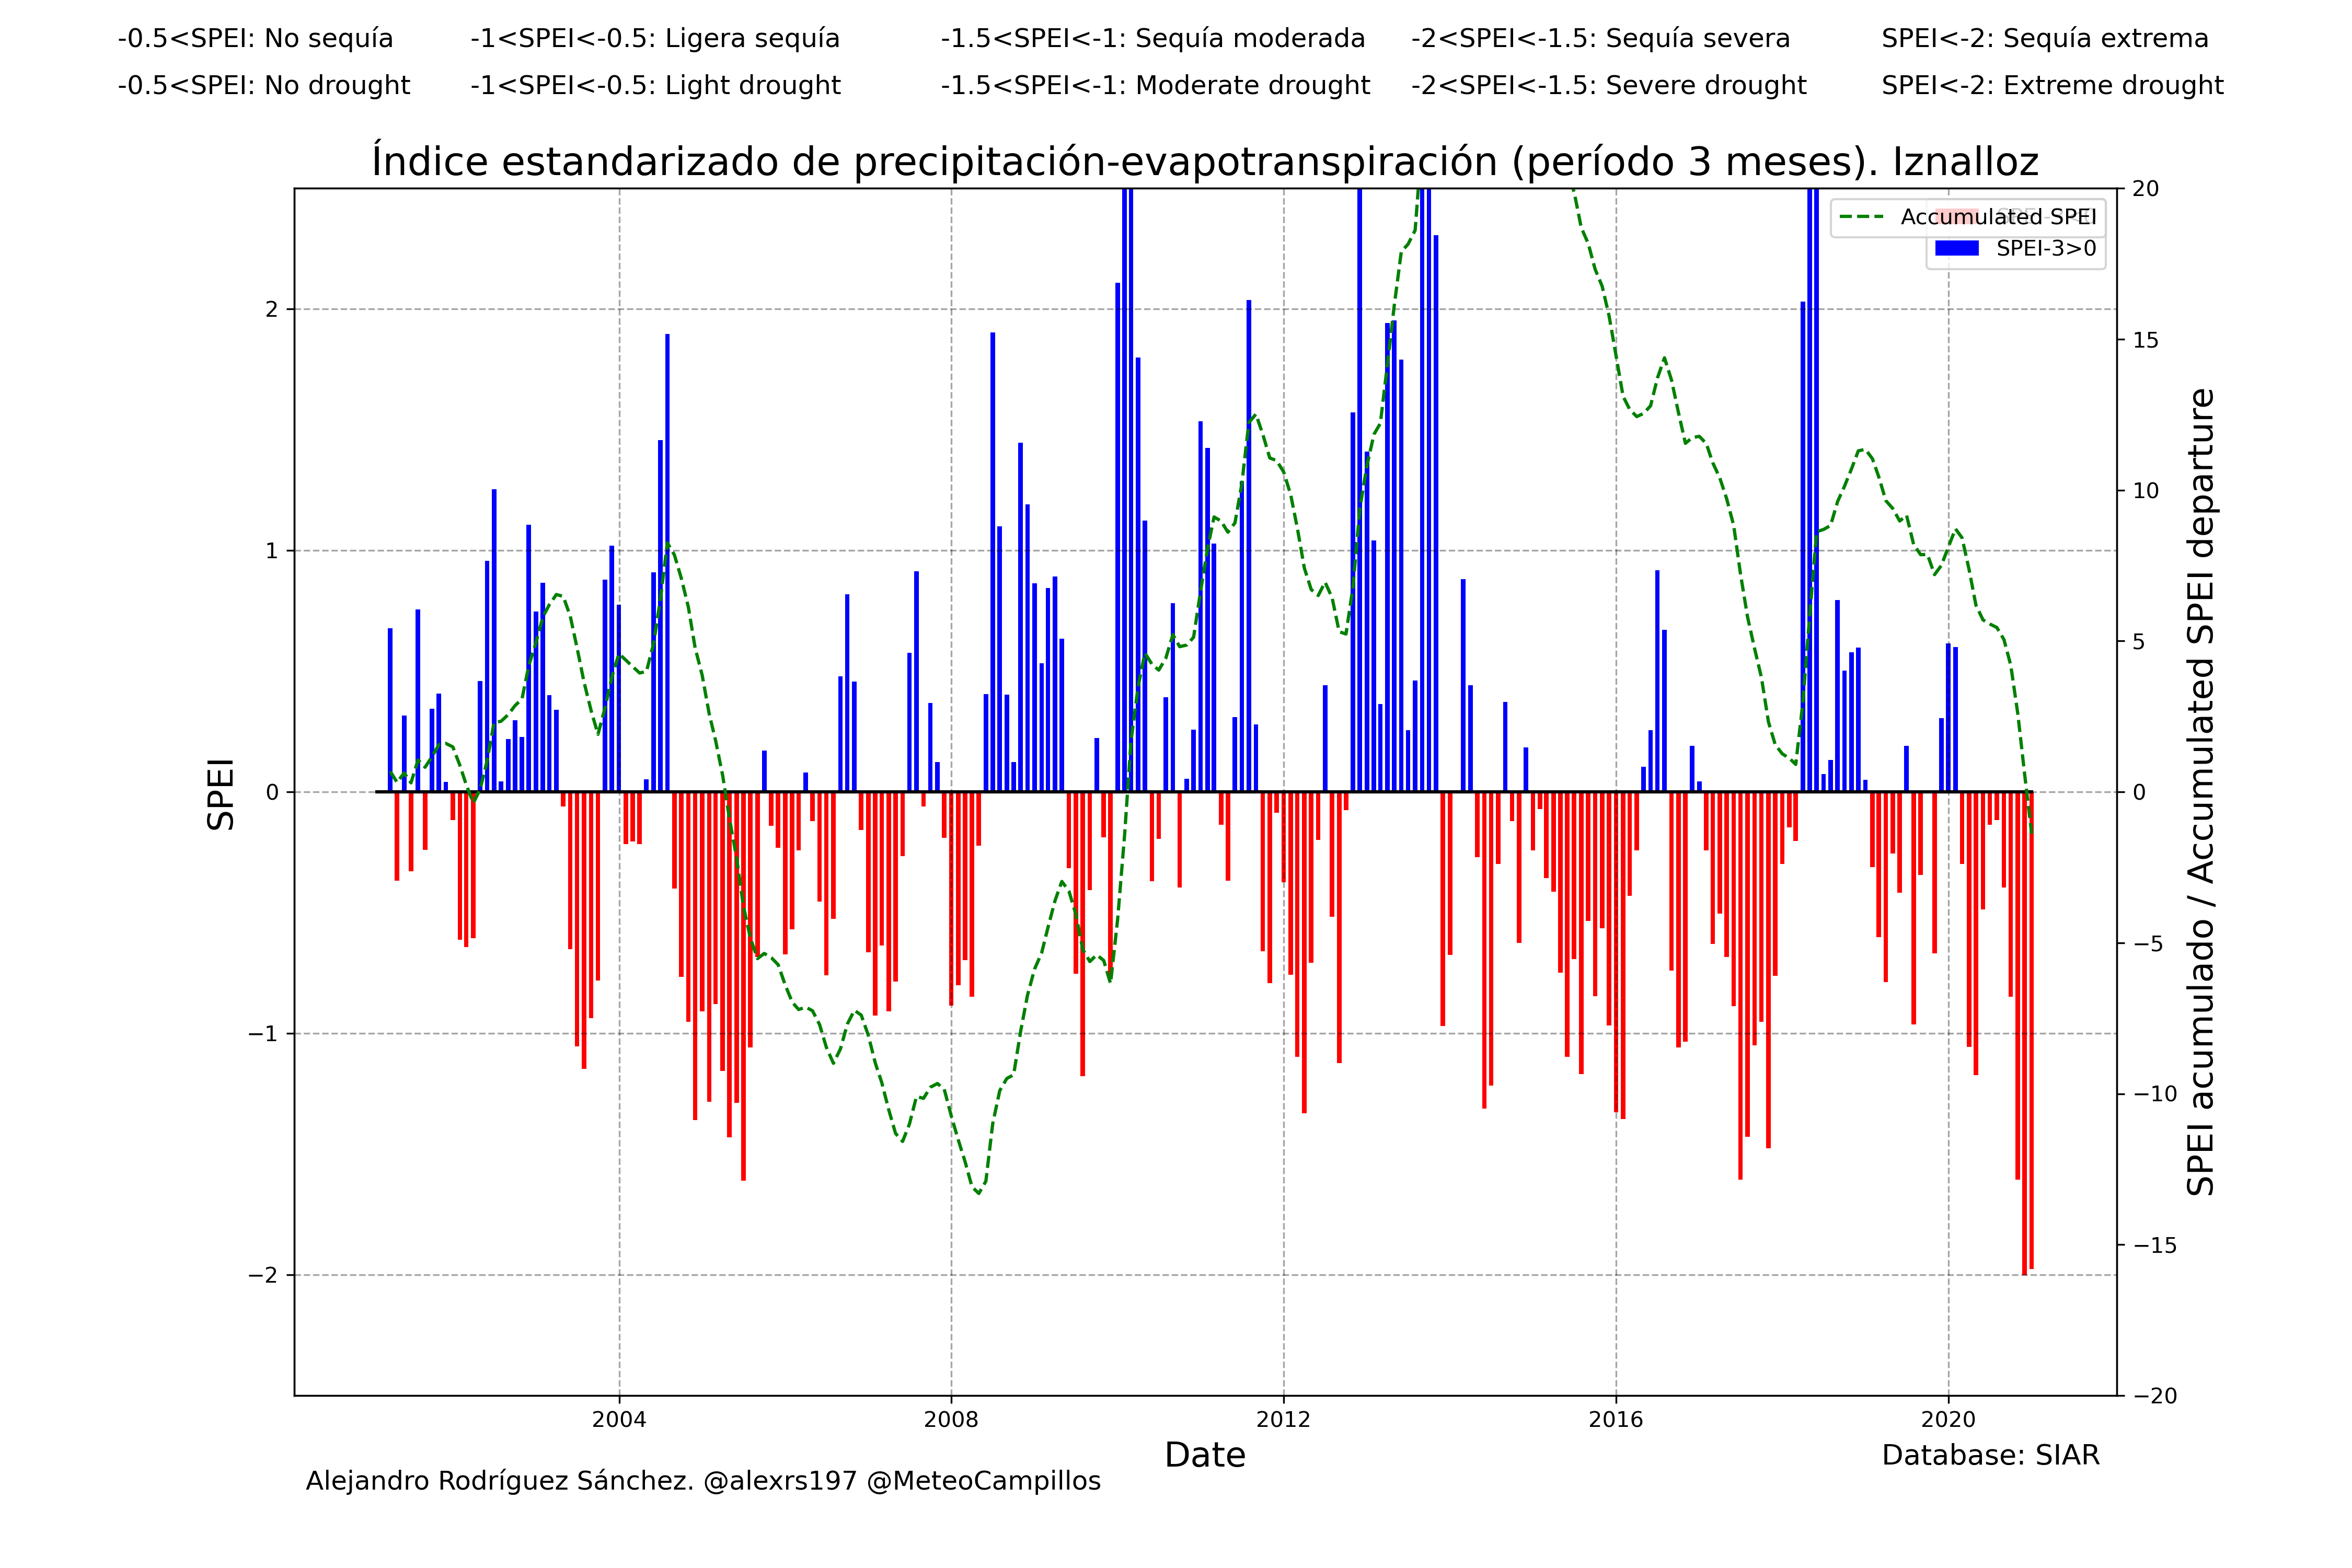 -0.5<SPEI: No sequía -1<SPEI<-0.5: Ligera sequía -1.5<SPEI<-1: Sequía moderada -2<SPEI<-1.5: Sequía severa SPEI<-2: Sequía extrema
-0.5<SPEI: No drought -1<SPEI<-0.5: Light drought -1.5<SPEI<-1: Moderate drought -2<SPEI<-1.5: Severe drought SPEI<-2: Extreme drought
Índice estandarizado de precipitación-evapotranspiración (período 3 meses). Iznalloz
Accumulated SPEI
SPEI-3>0
SPEI
2
1
0
−1
−2
20
15
10
5
0
−5
−10
−15
−20
SPEI acumulado / Accumulated SPEI departure
2004 2008 2012 2016 2020
Date
Database: SIAR
Alejandro Rodríguez Sánchez. @alexrs197 @MeteoCampillos